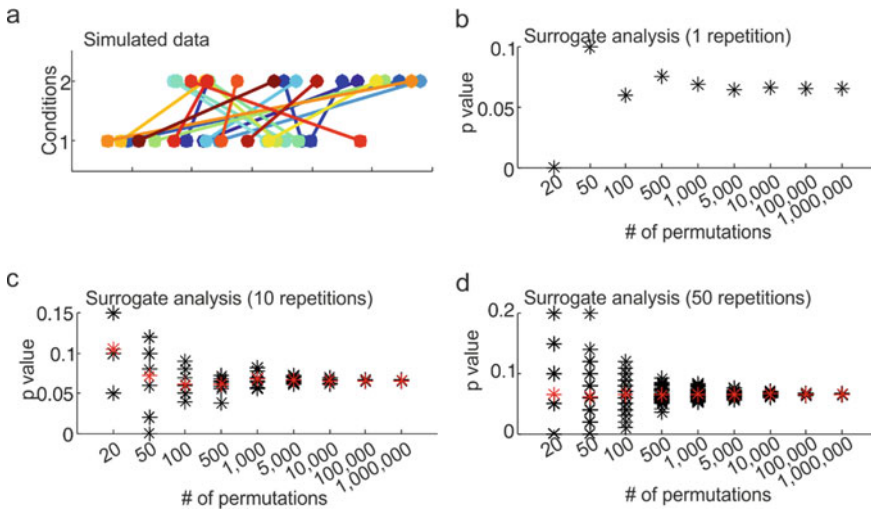 a
Simulated data
Conditions
2
1
b
Surrogate analysis (1 repetition)
p value
0.1
0.05
0
20
50
100
500
1,000
5,000
10,000
100,000
1,000,000
# of permutations
c
Surrogate analysis (10 repetitions)
p value
0.15
0.1
0.05
0
20
50
100
500
1,000
5,000
10,000
100,000
1,000,000
# of permutations
d
Surrogate analysis (50 repetitions)
p value
0.2
0.1
0
20
50
100
500
1,000
5,000
10,000
100,000
1,000,000
# of permutations